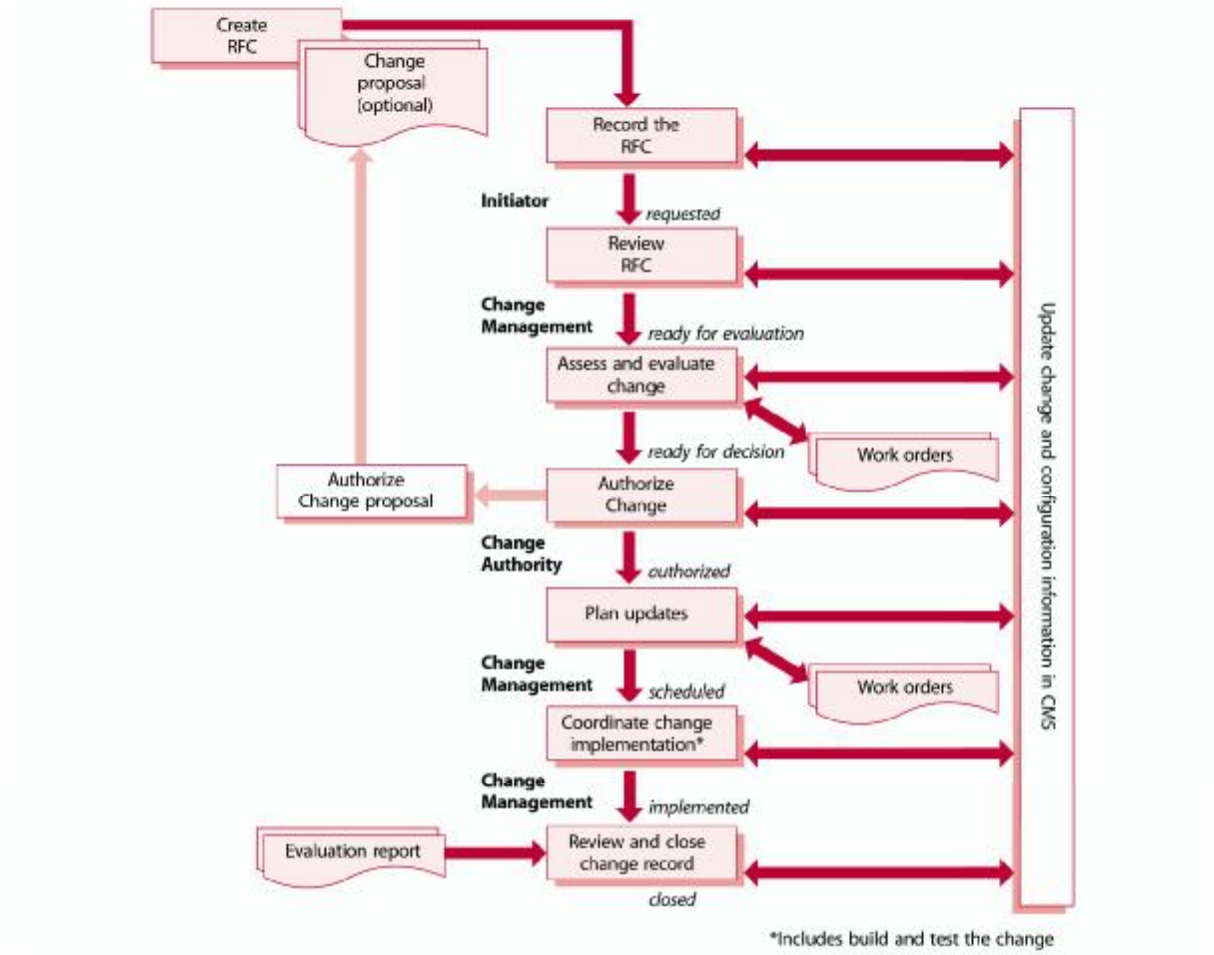 Create
RFC
Change
proposal
(optional)
Record the
RFC
Initiator
requested
Review
RFC
Change
Management
ready for evaluation
Assess and evaluate
change
Work orders
ready for decision
Authorize
Change proposal
Authorize
Change
Change
Authority
authorized
Plan updates
Work orders
Change
Management
scheduled
Coordinate change
implementation*
Change
Management
implemented
Evaluation report
Review and close
change record
closed
Update change and configuration information in CMS
*Includes build and test the change